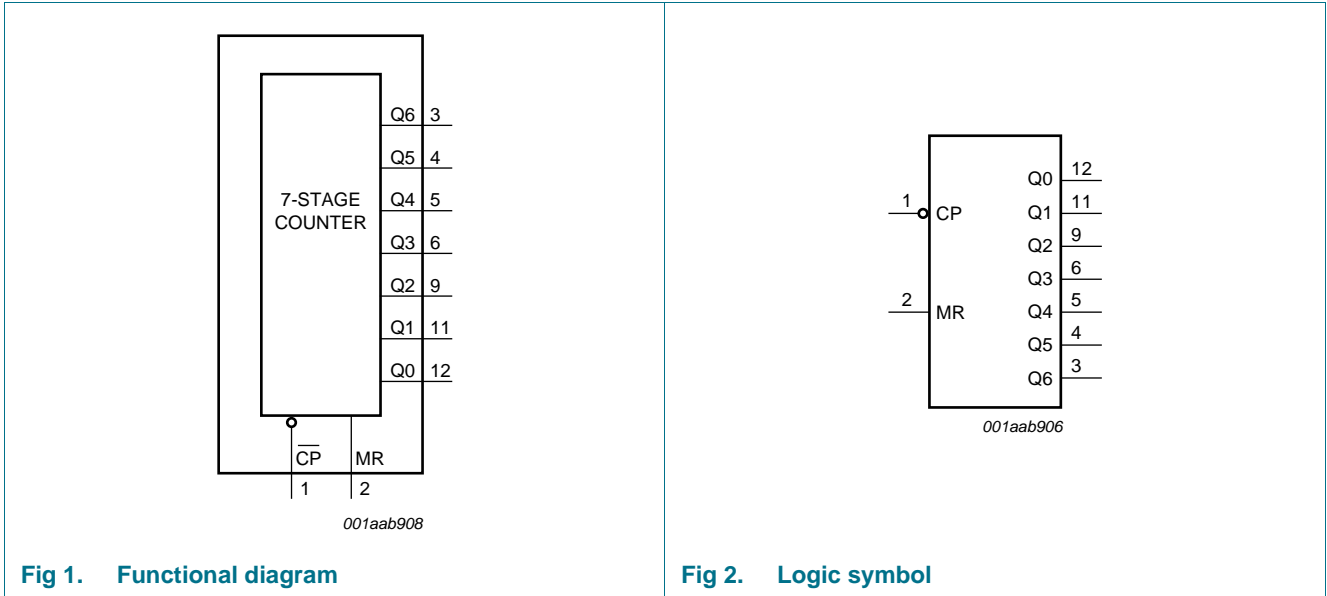 Q6 3
Q5 4
7-STAGE
COUNTER
Q4 5
Q3 6
Q2 9
Q1 11
Q0 12
C̅P̅ MR
1 2
001aab908
Fig 1. Functional diagram
Q0 12
1 CP
Q1 11
Q2 9
Q3 6
2 MR
Q4 5
Q5 4
Q6 3
001aab906
Fig 2. Logic symbol